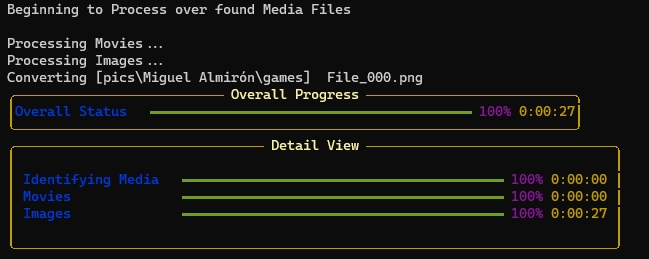 Beginning to Process over found Media Files
Processing Movies...
Processing Images...
Converting [pics\Miguel Almirón\games]  File_000.png
Overall Progress
Overall Status 100% 0:00:27
Detail View
Identifying Media 100% 0:00:00
Movies 100% 0:00:00
Images 100% 0:00:27